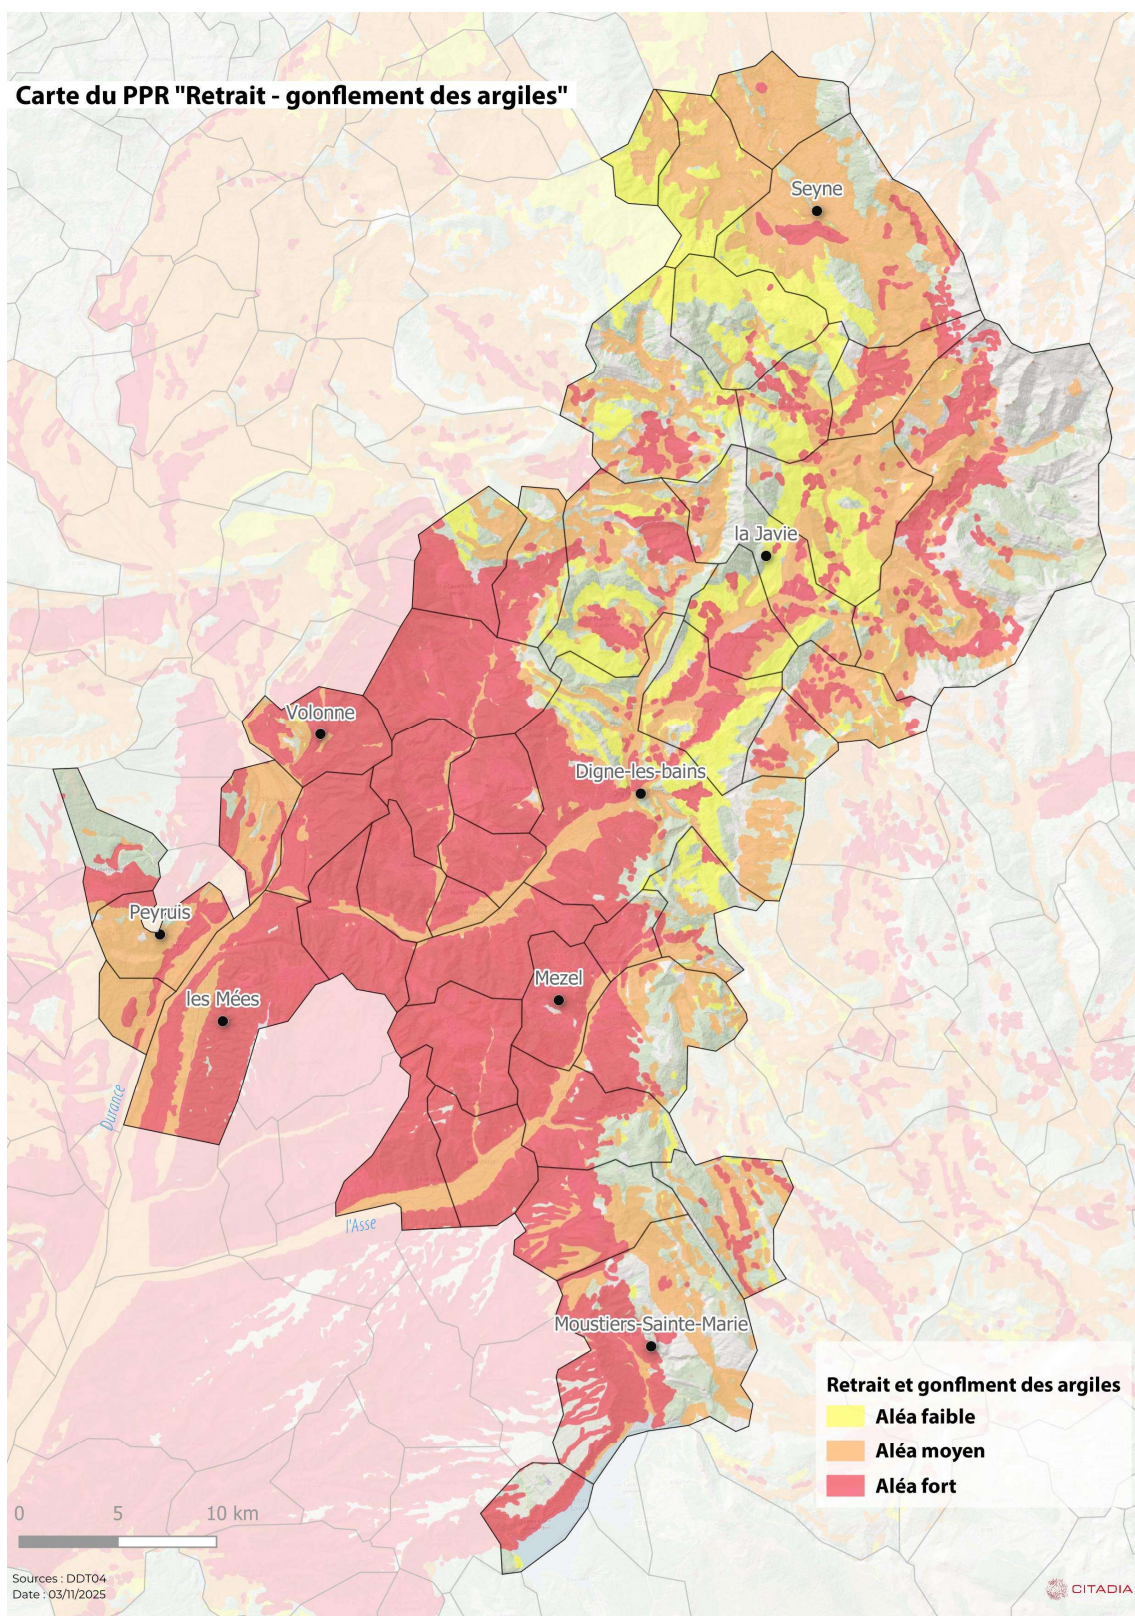 Carte du PPR "Retrait - gonflement des argiles"
Seyne
la Javie
Volonne
Digne-les-bains
Peyruis
Mezel
les Mées
Durance
l'Asse
Moustiers-Sainte-Marie
Retrait et gonflment des argiles
Aléa faible
Aléa moyen
Aléa fort
0 5 10 km
Sources : DDT04
Date : 03/11/2025
CITADIA